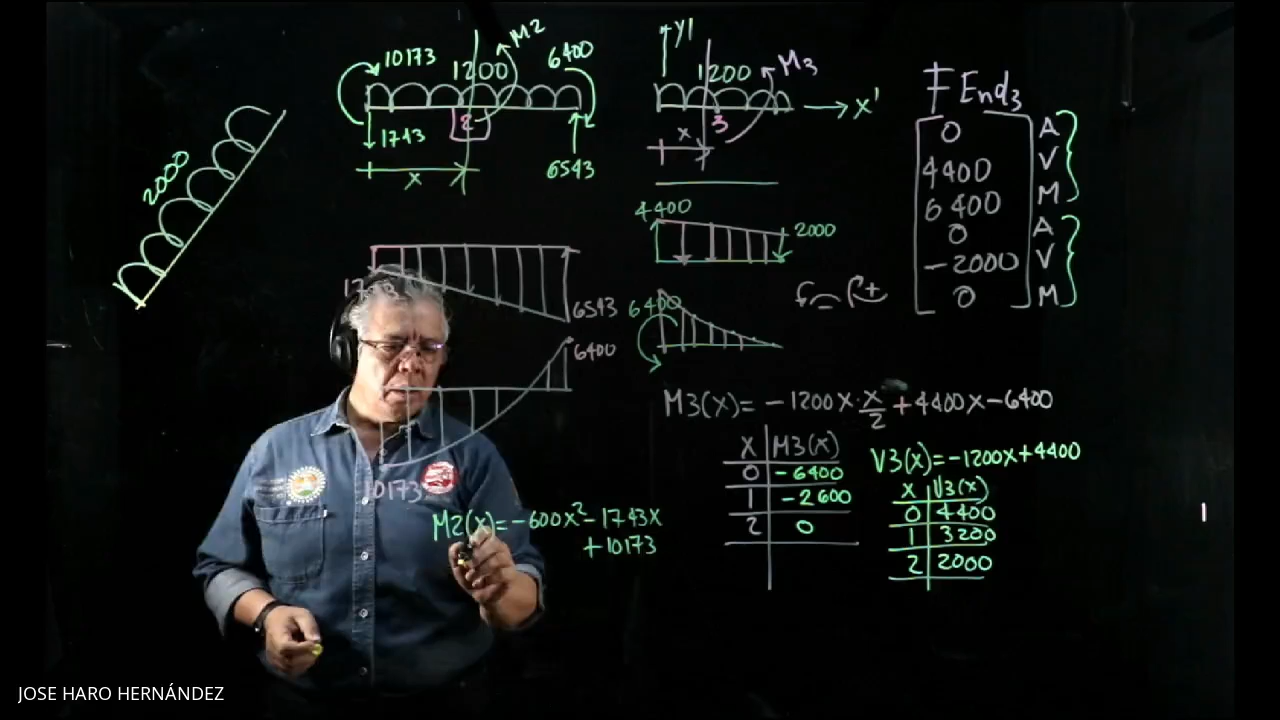 2000
10173
1200
M2
6400
1743
2
x
6543
y1
1200
M3
x'
3
x
FEnd3
0 A
4400 V
6400 M
0 A
-2000 V
0 M
4400
2000
6543
6400
10173
6400
M3(x)= -1200x·x/2 +4400x-6400
x M3(x)
0 -6400
1 -2600
2 0
V3(x)=-1200x+4400
x V3(x)
0 4400
1 3200
2 2000
M2(x)=-600x²-1743x
+10173
JOSE HARO HERNÁNDEZ